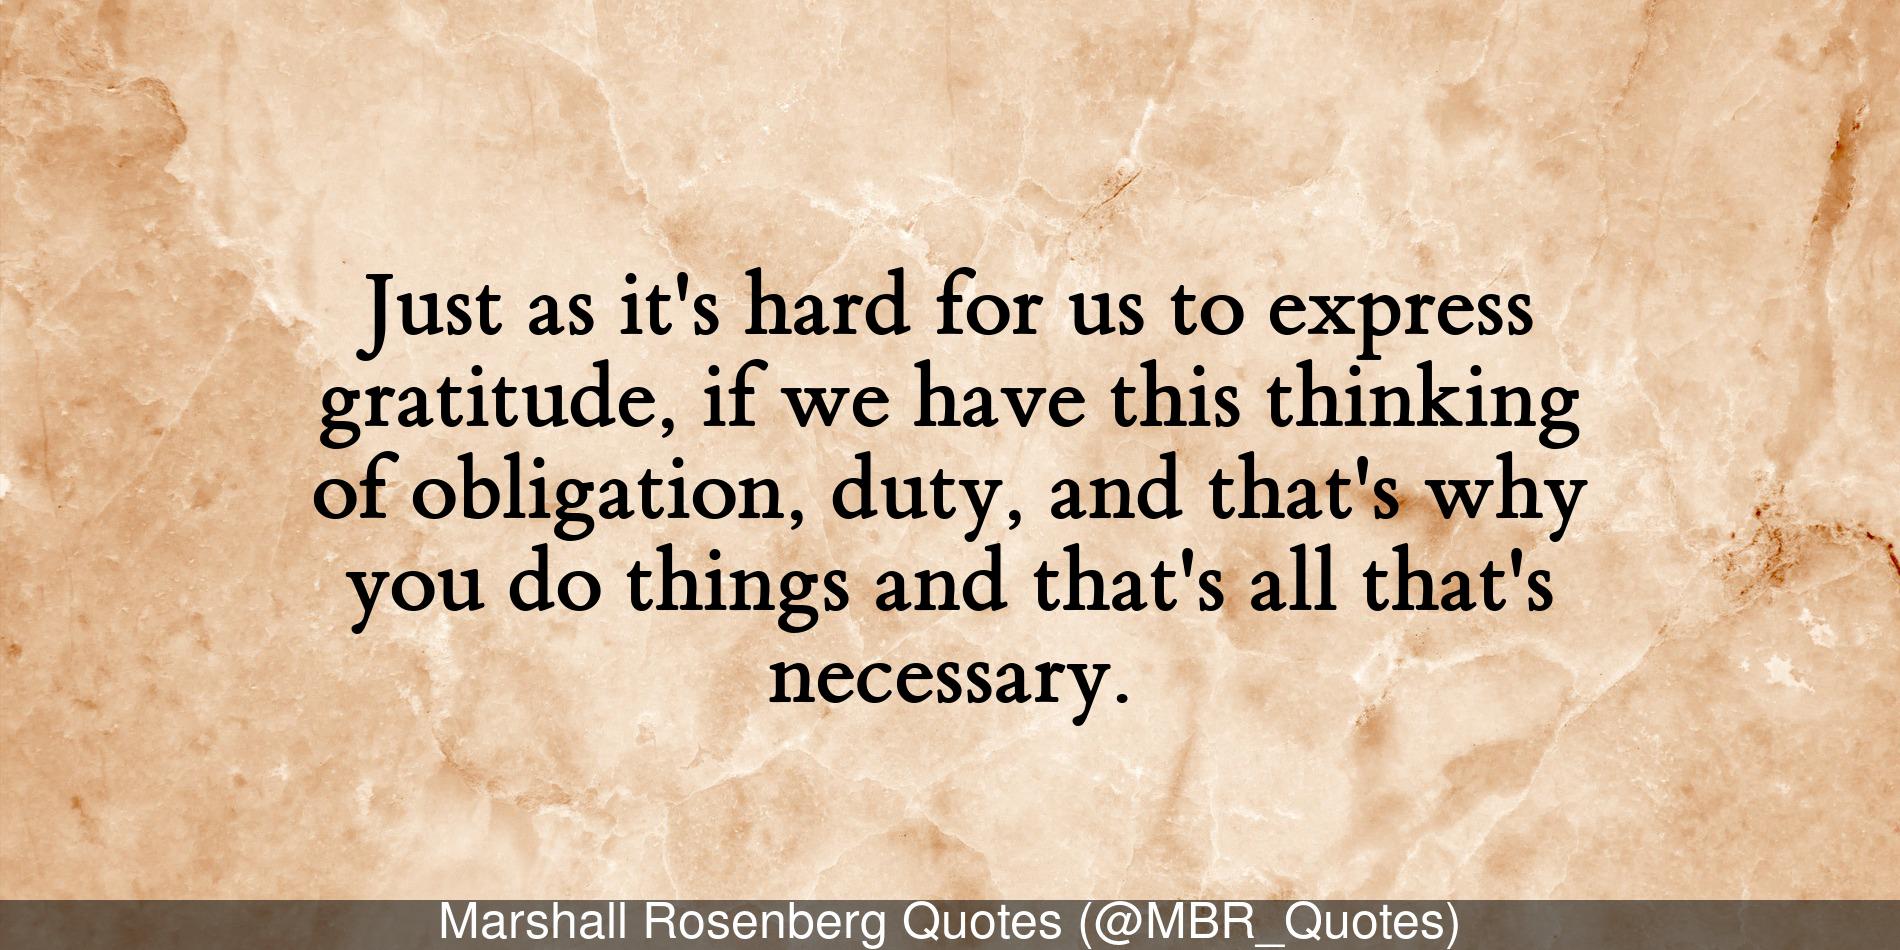 Just as it's hard for us to express
gratitude, if we have this thinking
of obligation, duty, and that's why
you do things and that's all that's
necessary.
Marshall Rosenberg Quotes (@MBR_Quotes)